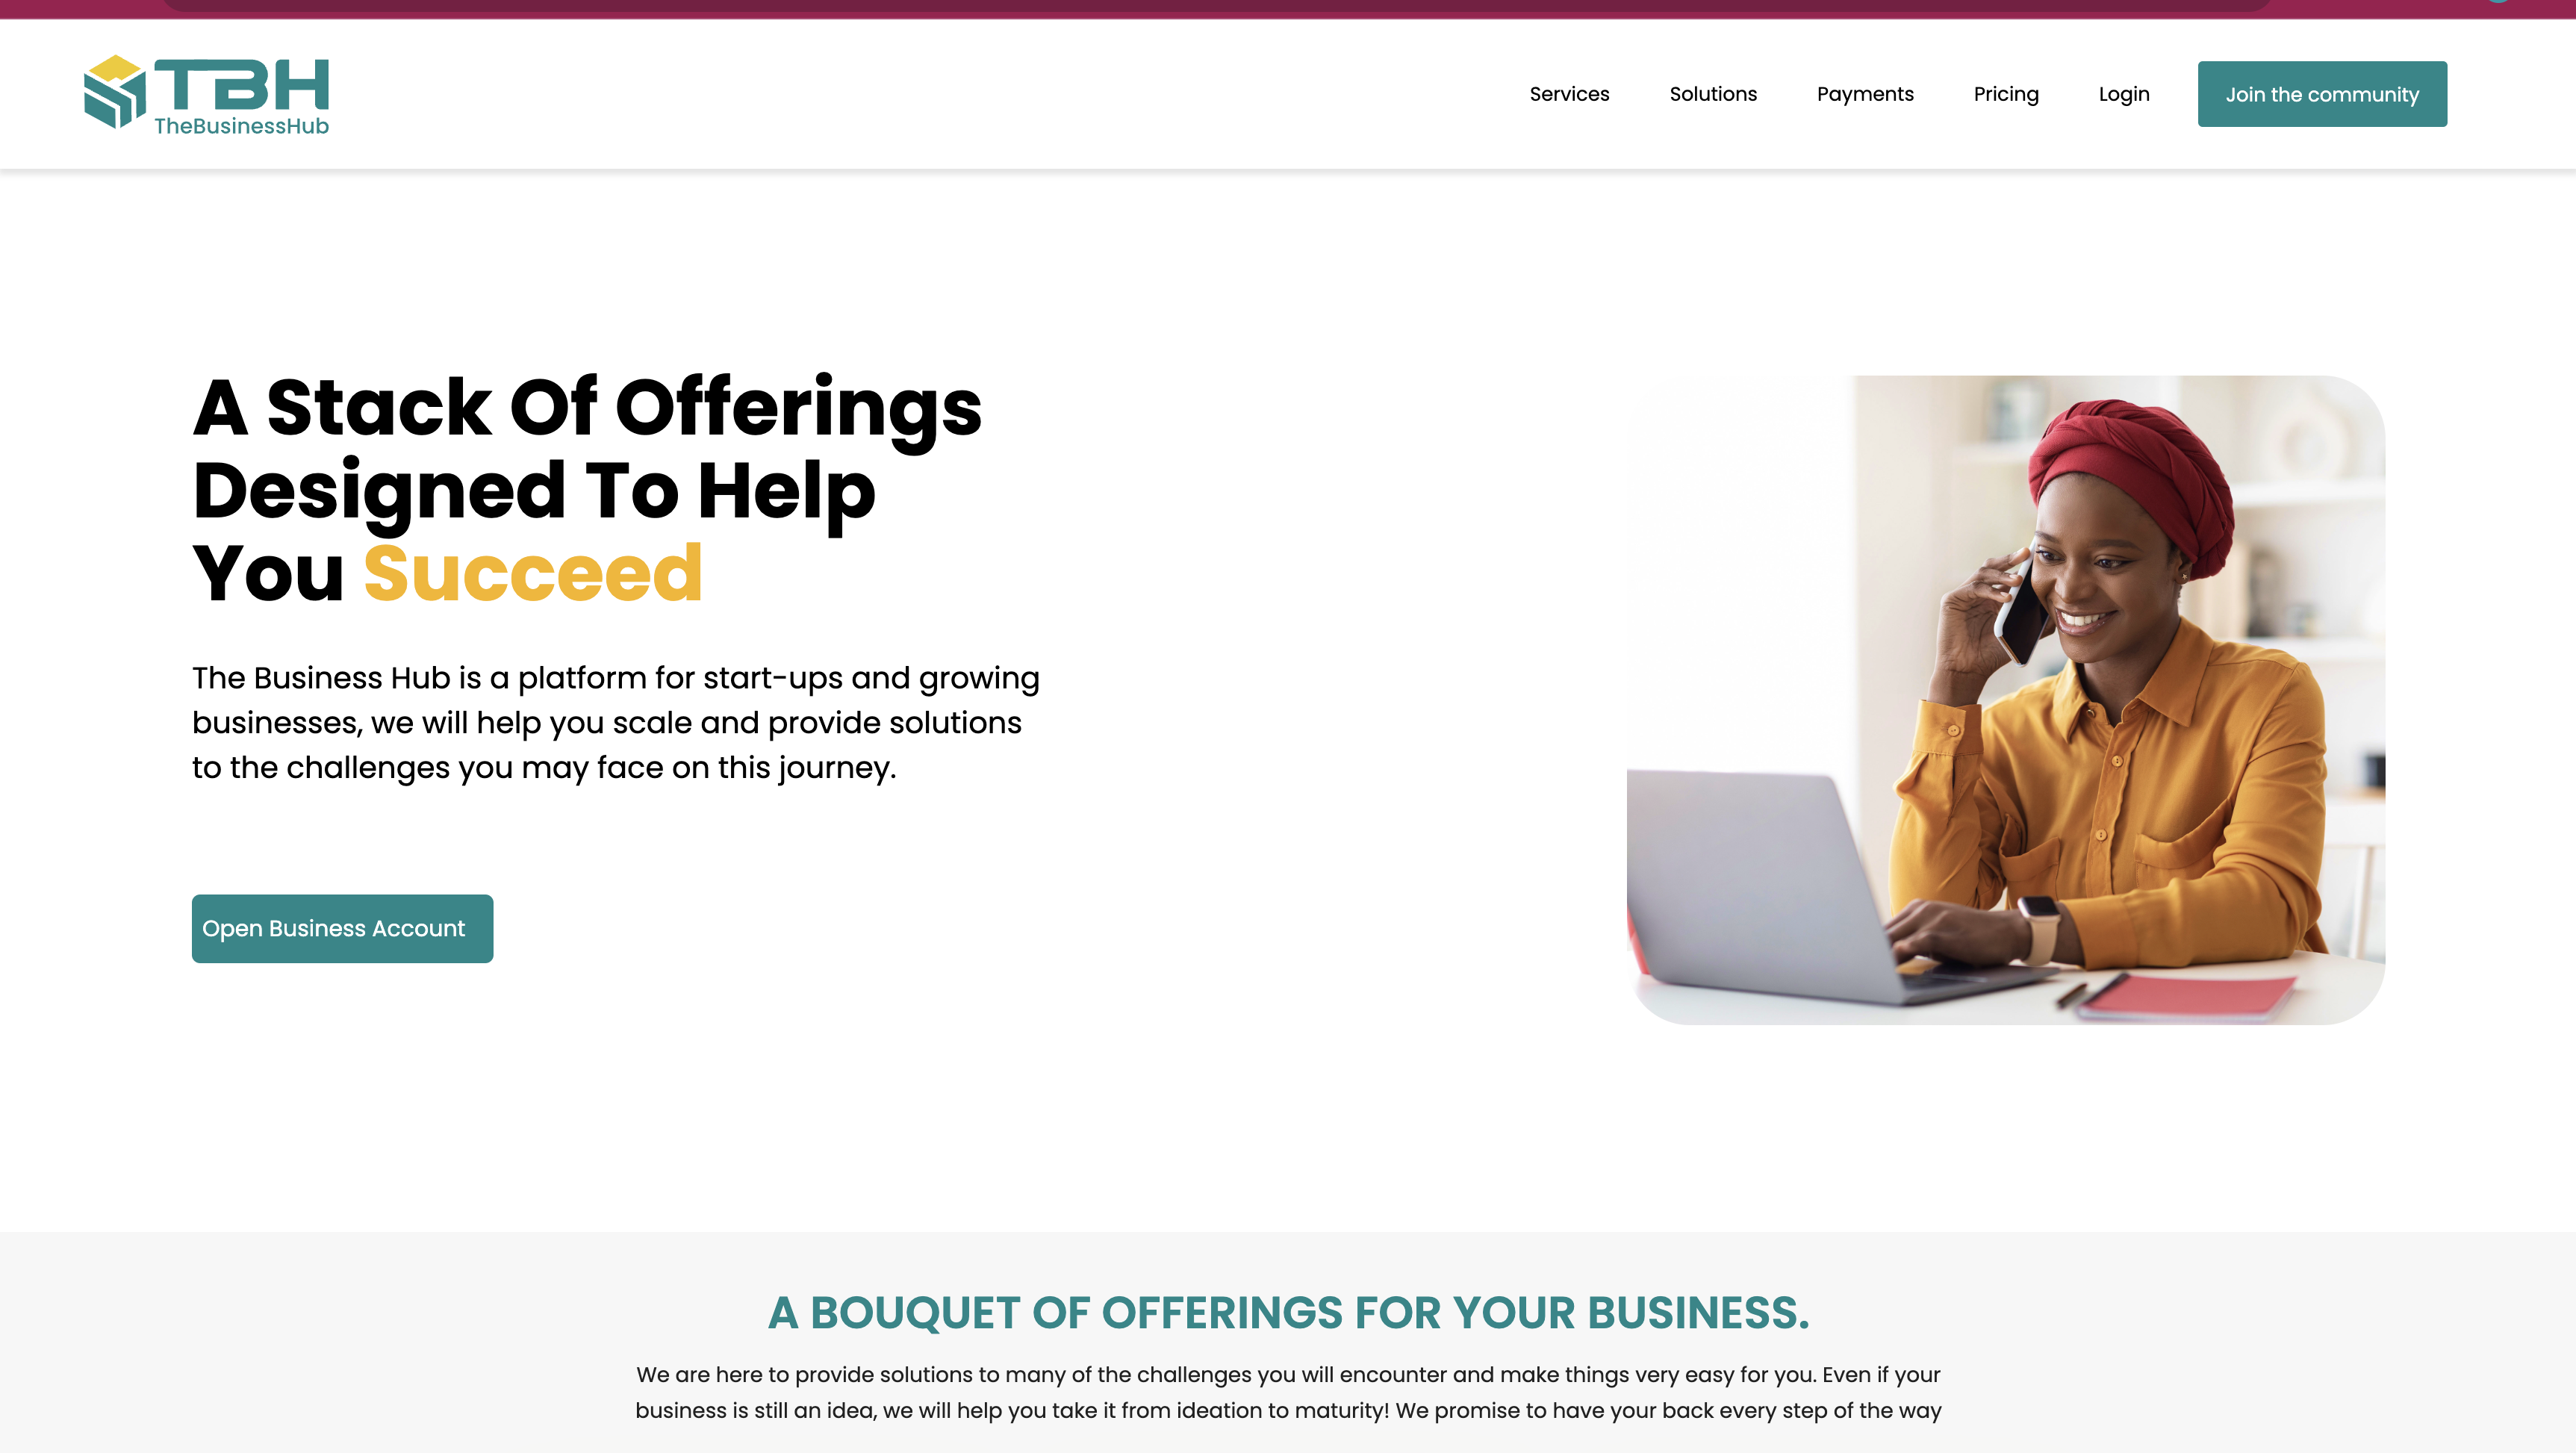 TBH
TheBusinessHub
Services
Solutions
Payments
Pricing
Login
Join the community
A Stack Of Offerings
Designed To Help
You Succeed
The Business Hub is a platform for start-ups and growing
businesses, we will help you scale and provide solutions
to the challenges you may face on this journey.
Open Business Account
A BOUQUET OF OFFERINGS FOR YOUR BUSINESS.
We are here to provide solutions to many of the challenges you will encounter and make things very easy for you. Even if your
business is still an idea, we will help you take it from ideation to maturity! We promise to have your back every step of the way